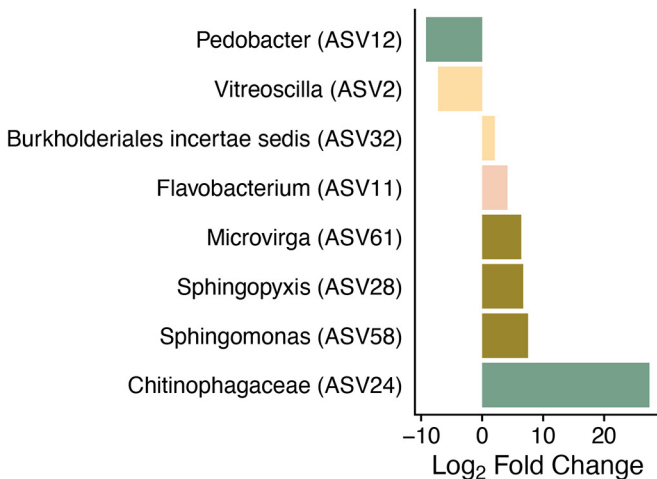 Pedobacter (ASV12)
Vitreoscilla (ASV2)
Burkholderiales incertae sedis (ASV32)
Flavobacterium (ASV11)
Microvirga (ASV61)
Sphingopyxis (ASV28)
Sphingomonas (ASV58)
Chitinophagaceae (ASV24)
−10 0 10 20
Log₂ Fold Change